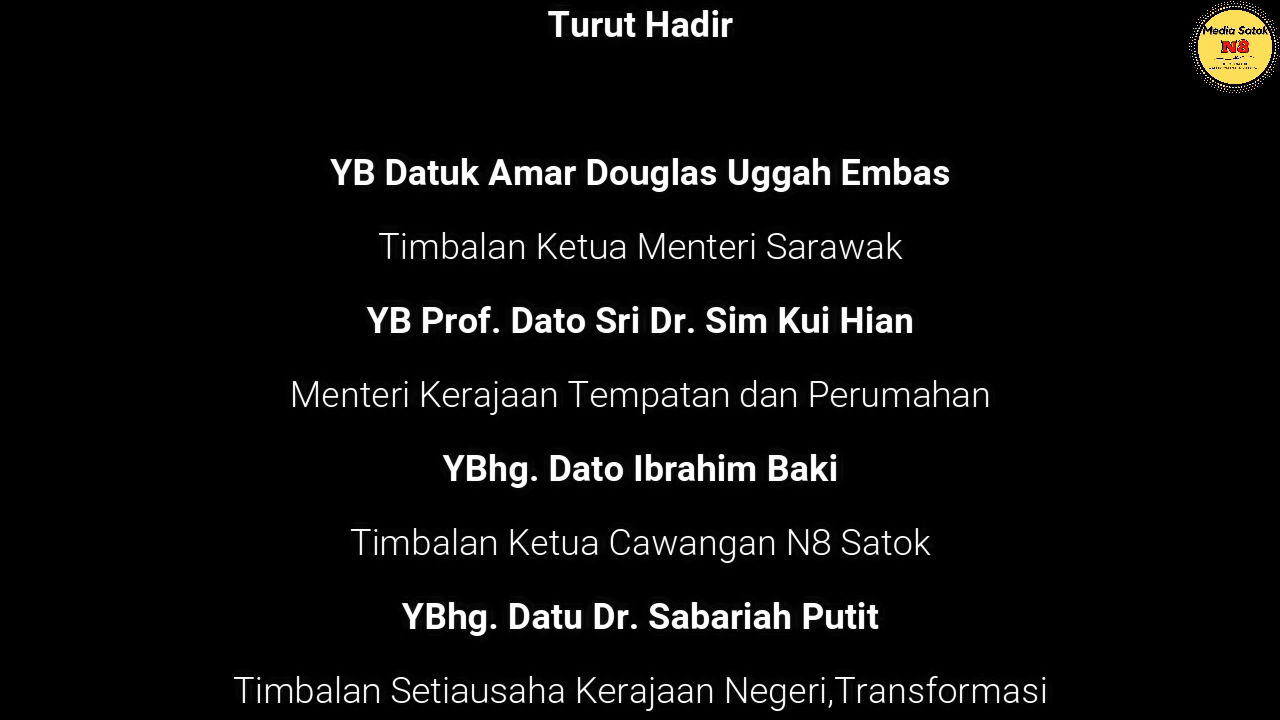 Turut Hadir
Media Satok
N8
YB Datuk Amar Douglas Uggah Embas
Timbalan Ketua Menteri Sarawak
YB Prof. Dato Sri Dr. Sim Kui Hian
Menteri Kerajaan Tempatan dan Perumahan
YBhg. Dato Ibrahim Baki
Timbalan Ketua Cawangan N8 Satok
YBhg. Datu Dr. Sabariah Putit
Timbalan Setiausaha Kerajaan Negeri,Transformasi